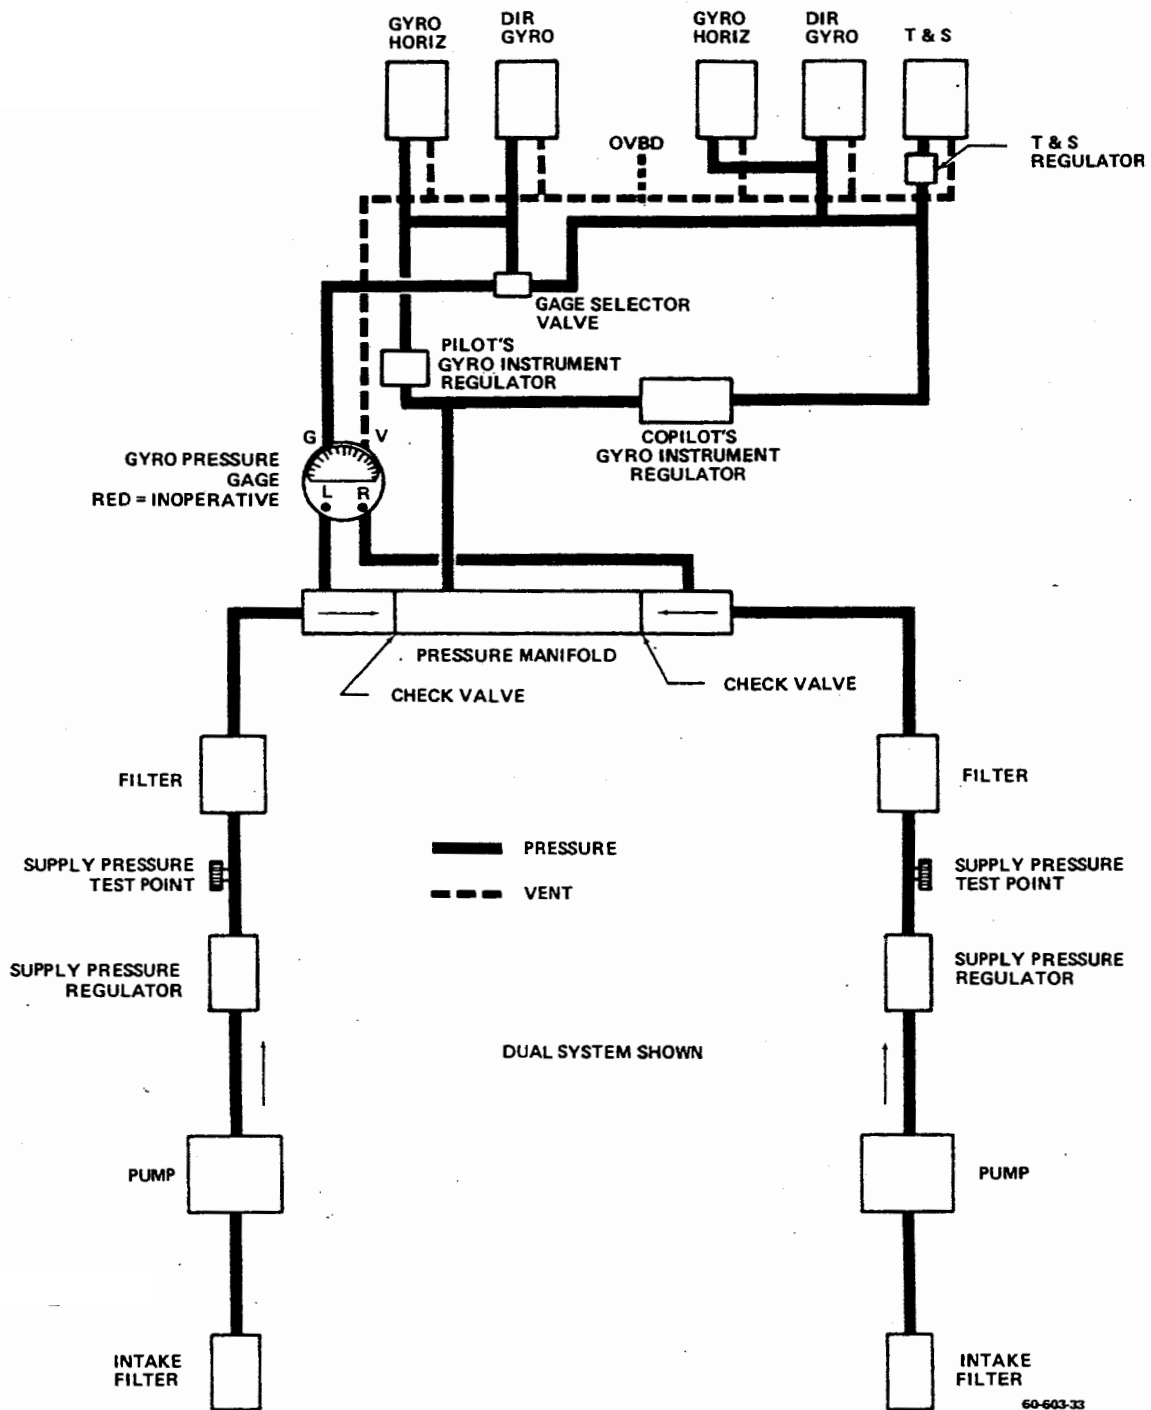 GYRO
HORIZ
DIR
GYRO
GYRO
HORIZ
DIR
GYRO
T & S
OVBD
T & S
REGULATOR
GAGE SELECTOR
VALVE
PILOT'S
GYRO INSTRUMENT
REGULATOR
G
V
COPILOT'S
GYRO INSTRUMENT
REGULATOR
GYRO PRESSURE
GAGE
RED = INOPERATIVE
L
R
PRESSURE MANIFOLD
CHECK VALVE
CHECK VALVE
FILTER
FILTER
PRESSURE
VENT
SUPPLY PRESSURE
TEST POINT
SUPPLY PRESSURE
TEST POINT
SUPPLY PRESSURE
REGULATOR
SUPPLY PRESSURE
REGULATOR
DUAL SYSTEM SHOWN
PUMP
PUMP
INTAKE
FILTER
INTAKE
FILTER
60-603-33